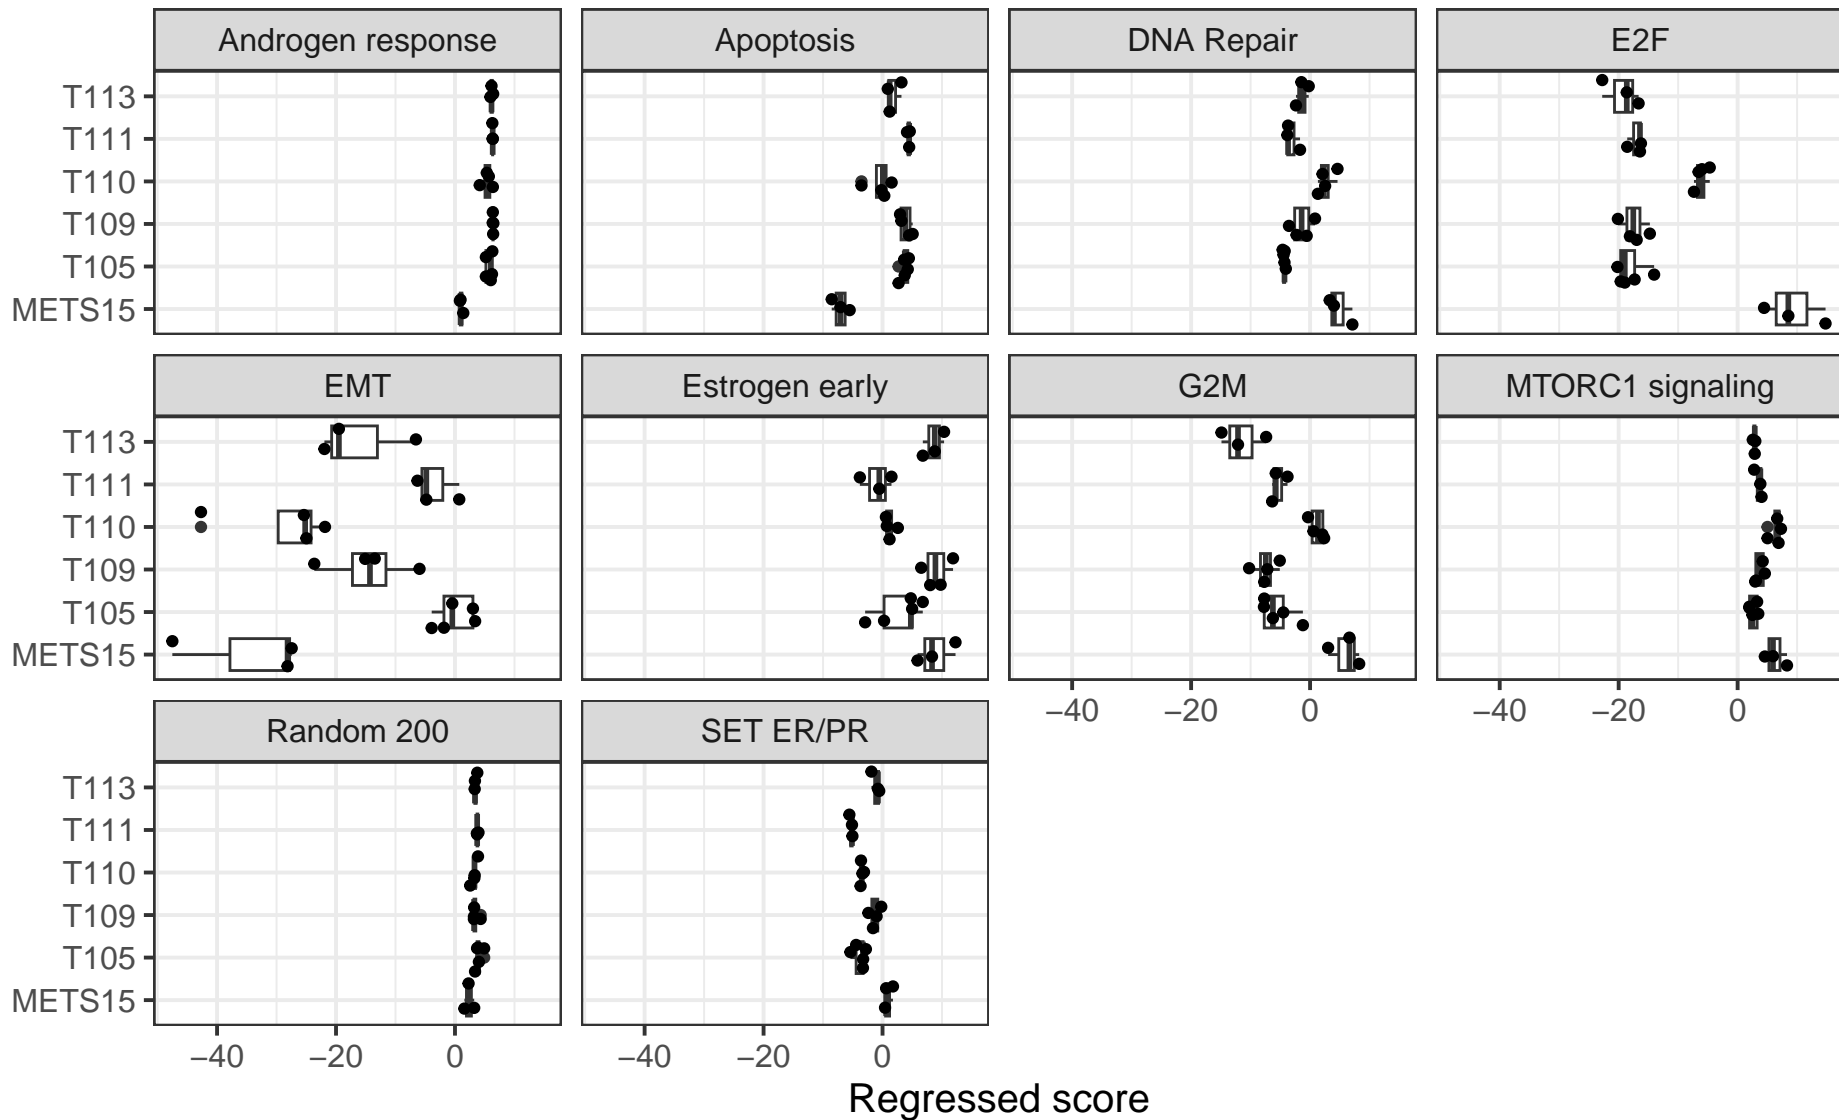 Androgen response Apoptosis DNA Repair E2F
T113
T111
T110
T109
T105
METS15
EMT Estrogen early G2M MTORC1 signaling
T113
T111
T110
T109
T105
METS15
−40 −20 0 −40 −20 0
Random 200 SET ER/PR
T113
T111
T110
T109
T105
METS15
−40 −20 0 −40 −20 0
Regressed score